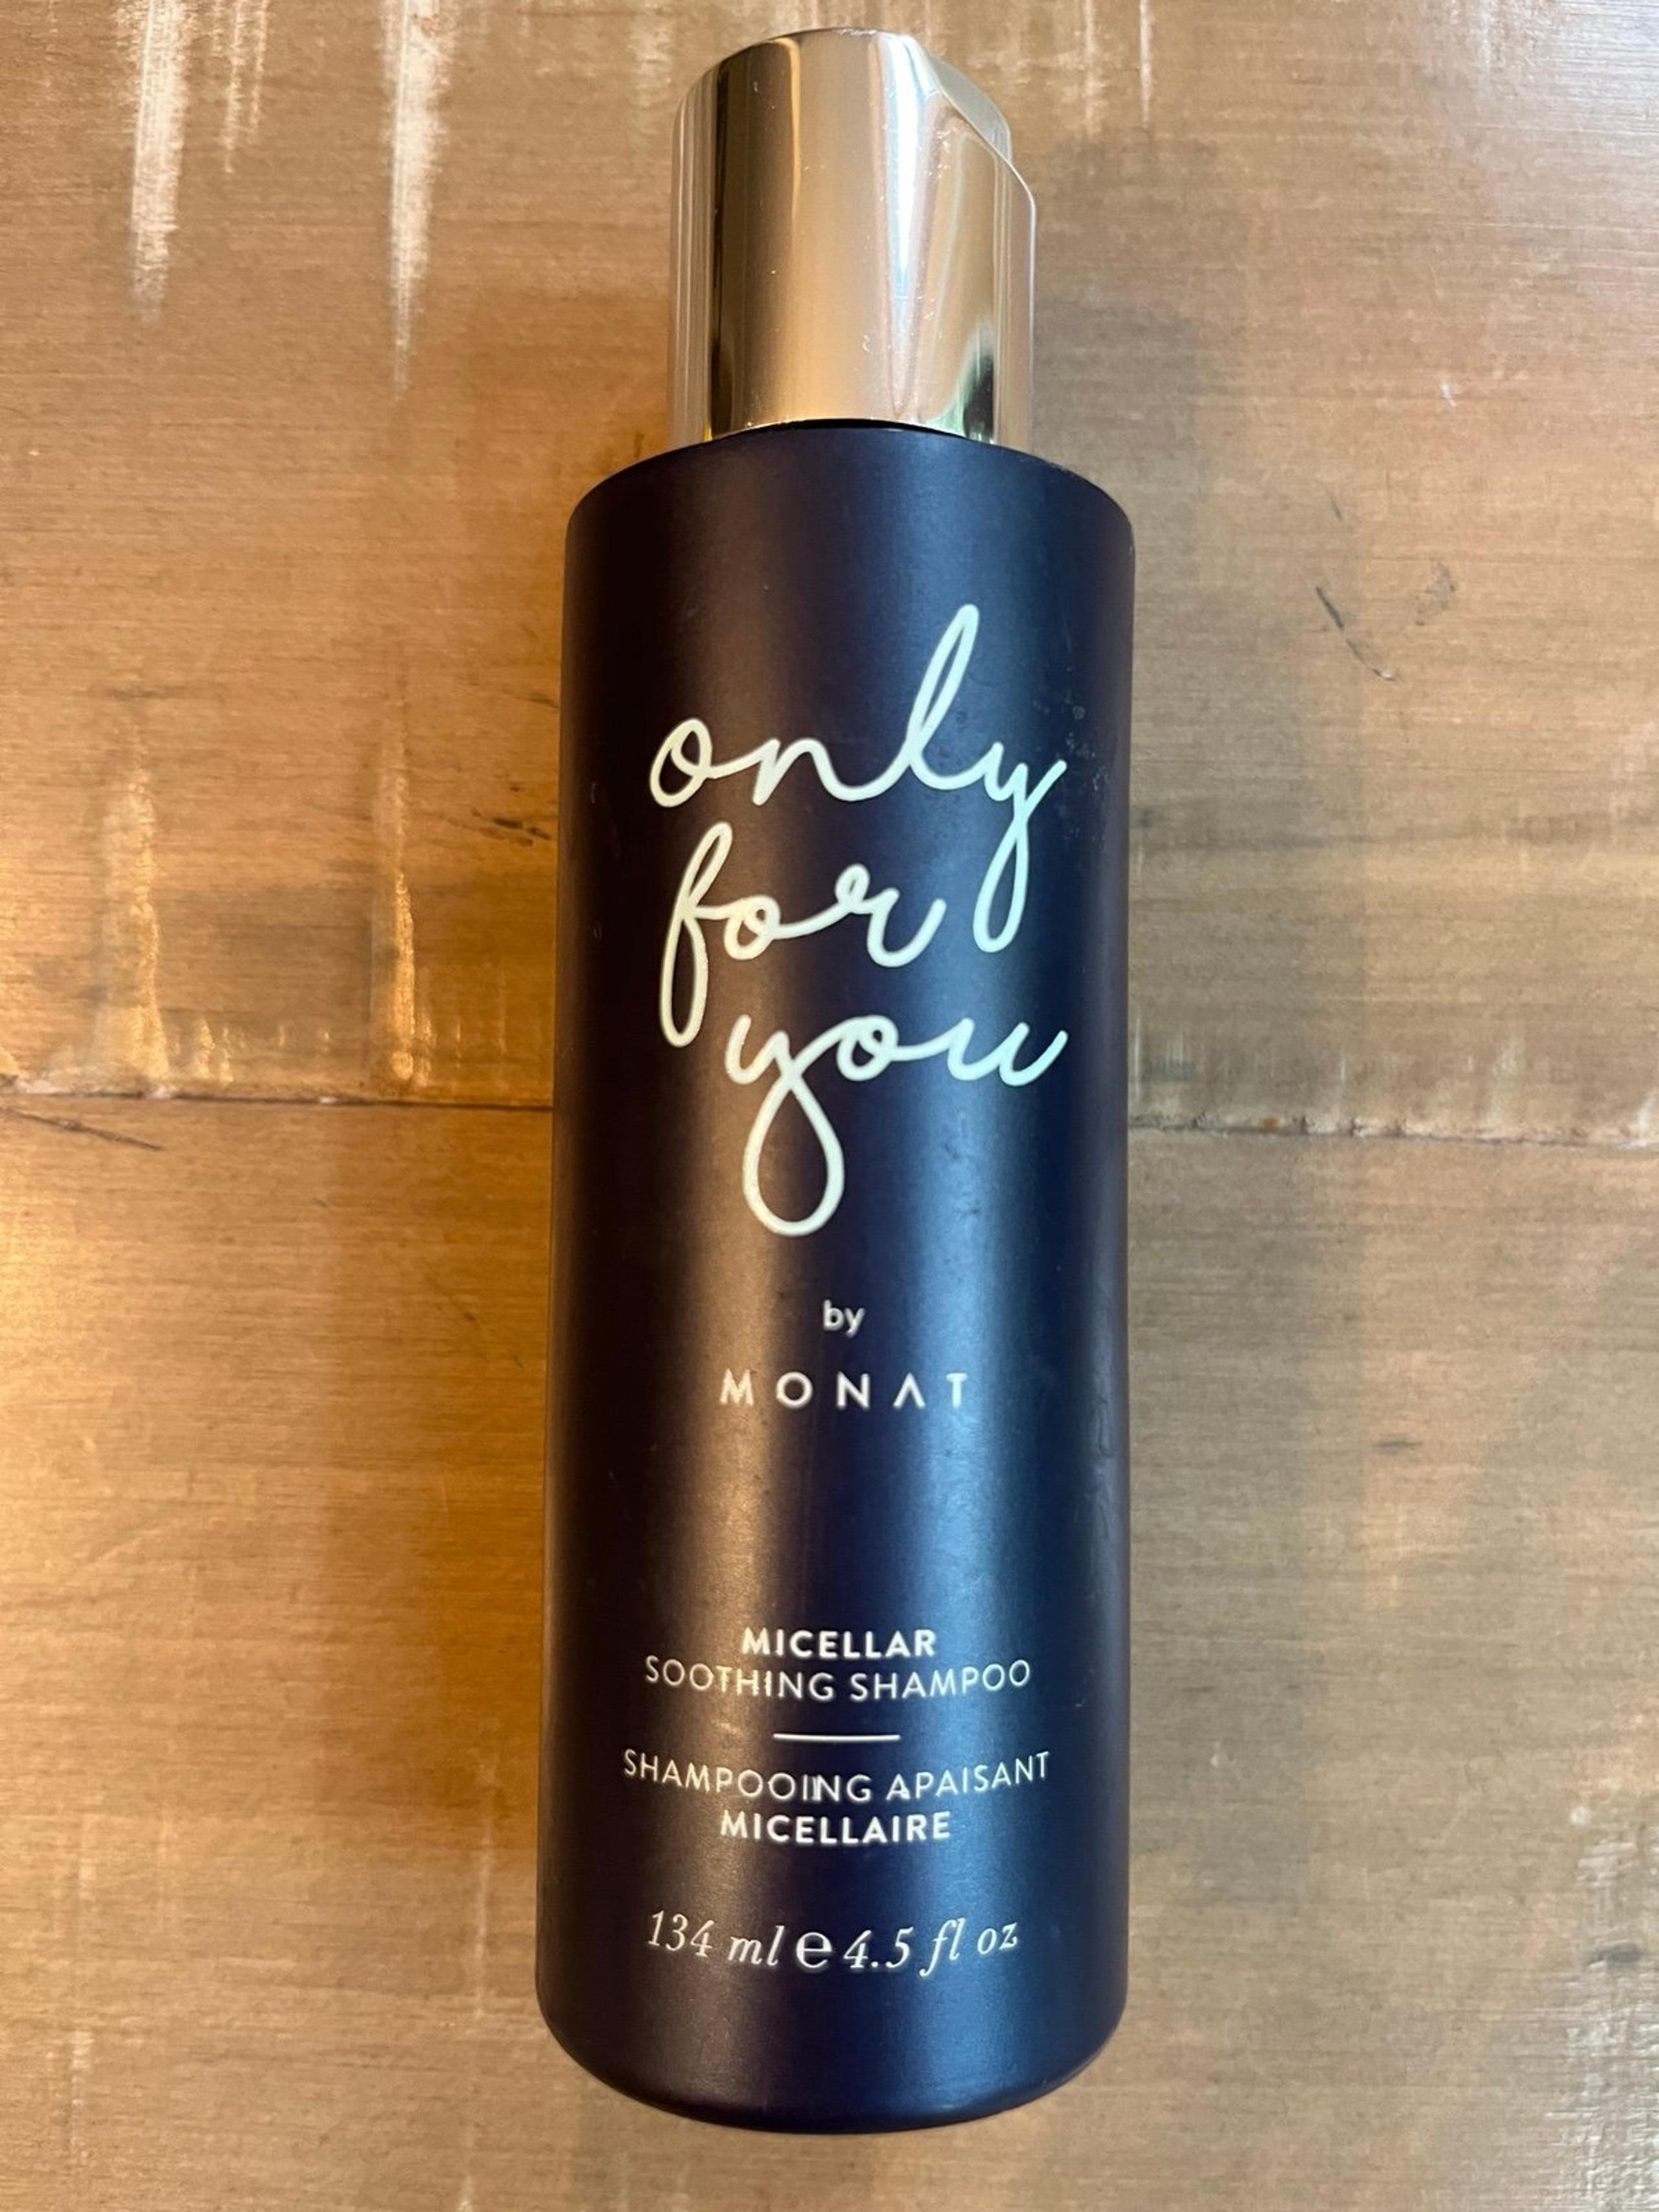 only
for
you
by
MONAT
MICELLAR
SOOTHING SHAMPOO
SHAMPOOING APAISANT
MICELLAIRE
134 ml e 4.5 fl oz